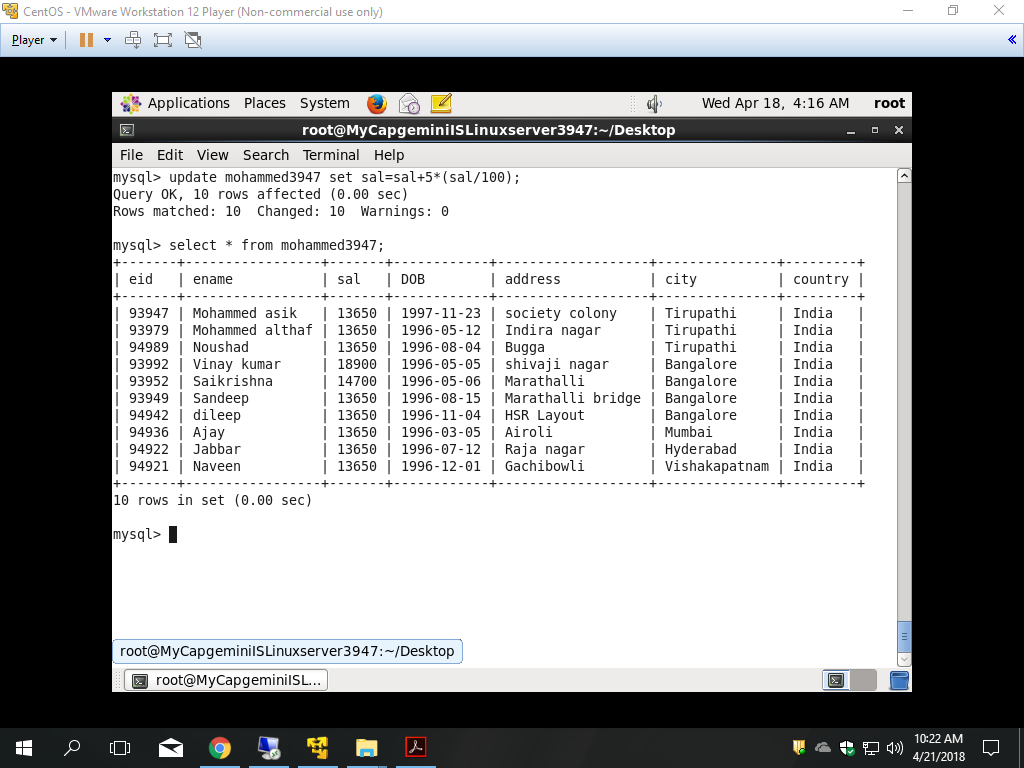 CentOS - VMware Workstation 12 Player (Non-commercial use only)
Player
Applications Places System Wed Apr 18, 4:16 AM root
root@MyCapgeminiISLinuxserver3947:~/Desktop
File Edit View Search Terminal Help
mysql> update mohammed3947 set sal=sal+5*(sal/100);
Query OK, 10 rows affected (0.00 sec)
Rows matched: 10  Changed: 10  Warnings: 0
mysql> select * from mohammed3947;
+-------+-----------------+-------+------------+-------------------+---------------+---------+
| eid   | ename           | sal   | DOB        | address           | city          | country |
+-------+-----------------+-------+------------+-------------------+---------------+---------+
| 93947 | Mohammed asik   | 13650 | 1997-11-23 | society colony    | Tirupathi     | India   |
| 93979 | Mohammed althaf | 13650 | 1996-05-12 | Indira nagar      | Tirupathi     | India   |
| 94989 | Noushad         | 13650 | 1996-08-04 | Bugga             | Tirupathi     | India   |
| 93992 | Vinay kumar     | 18900 | 1996-05-05 | shivaji nagar     | Bangalore     | India   |
| 93952 | Saikrishna      | 14700 | 1996-05-06 | Marathalli        | Bangalore     | India   |
| 93949 | Sandeep         | 13650 | 1996-08-15 | Marathalli bridge | Bangalore     | India   |
| 94942 | dileep          | 13650 | 1996-11-04 | HSR Layout        | Bangalore     | India   |
| 94936 | Ajay            | 13650 | 1996-03-05 | Airoli            | Mumbai        | India   |
| 94922 | Jabbar          | 13650 | 1996-07-12 | Raja nagar        | Hyderabad     | India   |
| 94921 | Naveen          | 13650 | 1996-12-01 | Gachibowli        | Vishakapatnam | India   |
+-------+-----------------+-------+------------+-------------------+---------------+---------+
10 rows in set (0.00 sec)
mysql>
root@MyCapgeminiISLinuxserver3947:~/Desktop
root@MyCapgeminiISL...
10:22 AM
4/21/2018